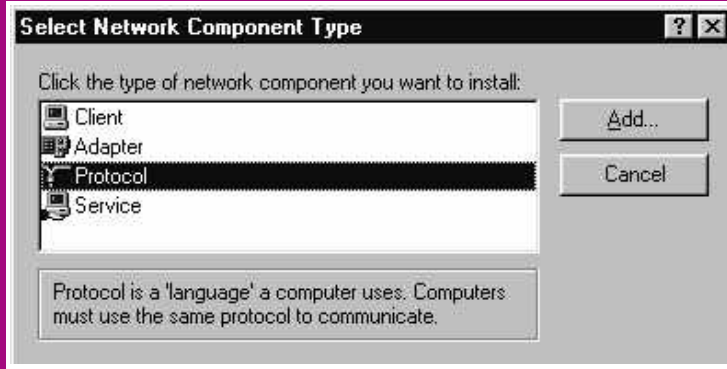 Select Network Component Type
Click the type of network component you want to install:
Client
Adapter
Protocol
Service
Add...
Cancel
Protocol is a 'language' a computer uses. Computers
must use the same protocol to communicate.